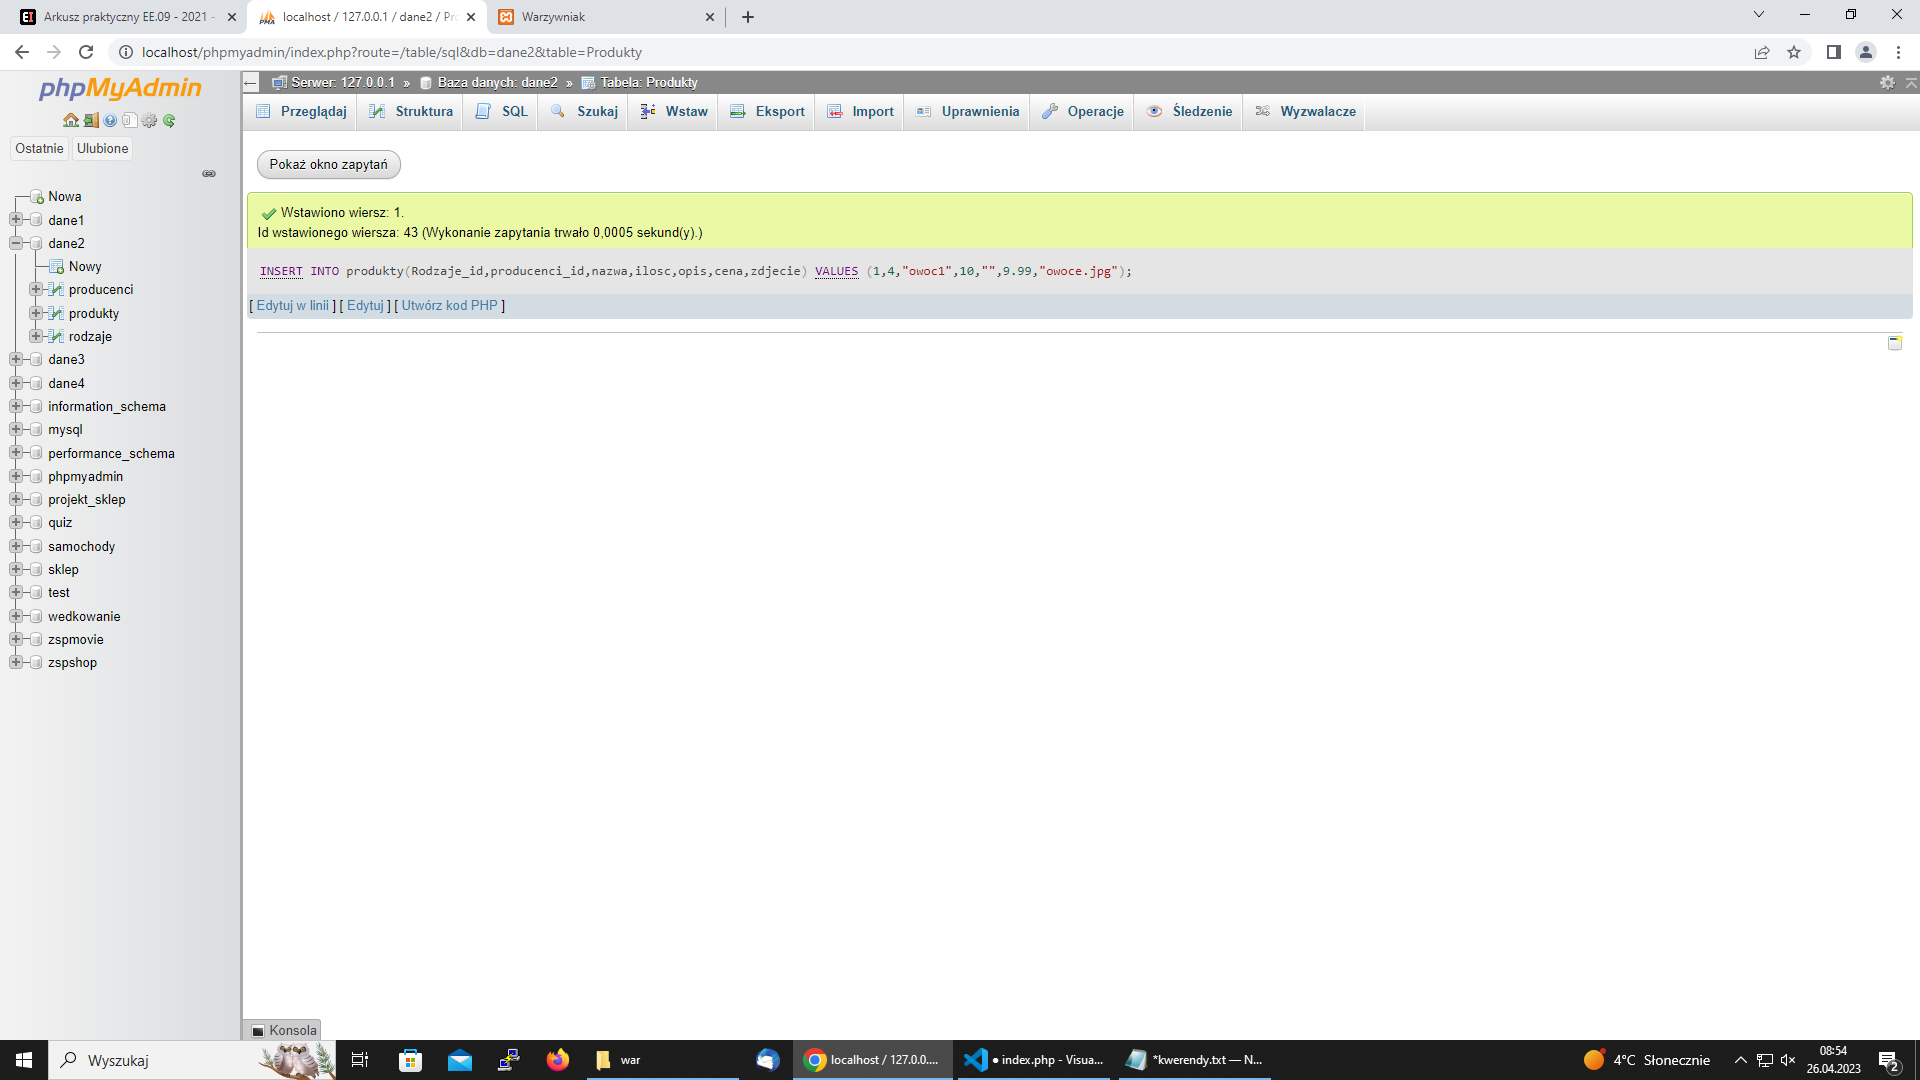 Arkusz praktyczny EE.09 - 2021 -
localhost / 127.0.0.1 / dane2 / Pro
Warzywniak
localhost/phpmyadmin/index.php?route=/table/sql&db=dane2&table=Produkty
phpMyAdmin
Ostatnie
Ulubione
Nowa
dane1
dane2
Nowy
producenci
produkty
rodzaje
dane3
dane4
information_schema
mysql
performance_schema
phpmyadmin
projekt_sklep
quiz
samochody
sklep
test
wedkowanie
zspmovie
zspshop
Serwer: 127.0.0.1 » Baza danych: dane2 » Tabela: Produkty
Przeglądaj Struktura SQL Szukaj Wstaw Eksport Import Uprawnienia Operacje Śledzenie Wyzwalacze
Pokaż okno zapytań
Wstawiono wiersz: 1.
Id wstawionego wiersza: 43 (Wykonanie zapytania trwało 0,0005 sekund(y).)
INSERT INTO produkty(Rodzaje_id,producenci_id,nazwa,ilosc,opis,cena,zdjecie) VALUES (1,4,"owoc1",10,"",9.99,"owoce.jpg");
[ Edytuj w linii ] [ Edytuj ] [ Utwórz kod PHP ]
Konsola
Wyszukaj
war
localhost / 127.0.0....
● index.php - Visua...
*kwerendy.txt — N...
4°C Słonecznie
08:54
26.04.2023
2